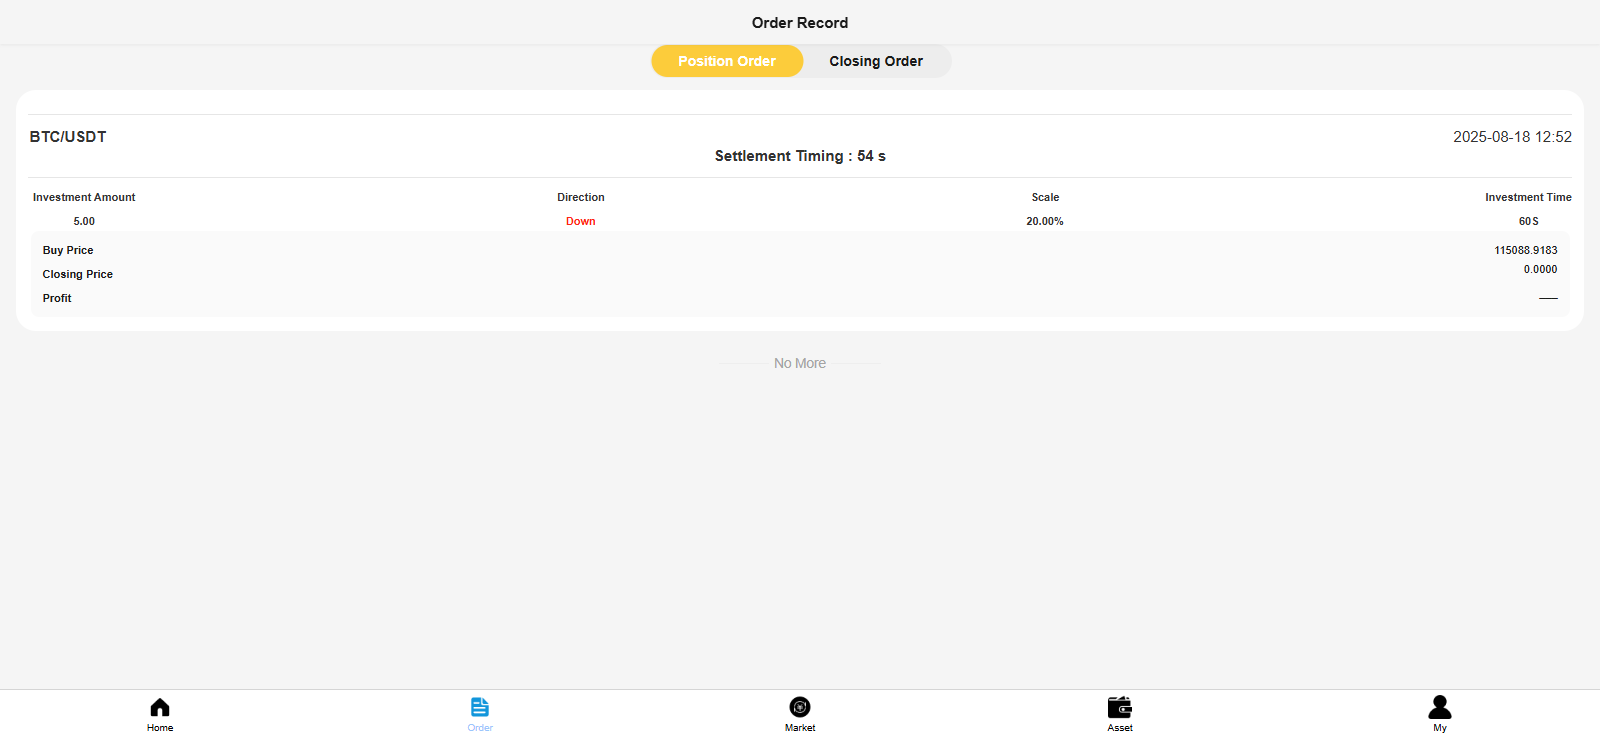 Order Record
Position Order
Closing Order
BTC/USDT
2025-08-18 12:52
Settlement Timing : 54 s
Investment Amount
Direction
Scale
Investment Time
5.00
Down
20.00%
60S
Buy Price
115088.9183
Closing Price
0.0000
Profit
—
No More
Home
Order
Market
Asset
My